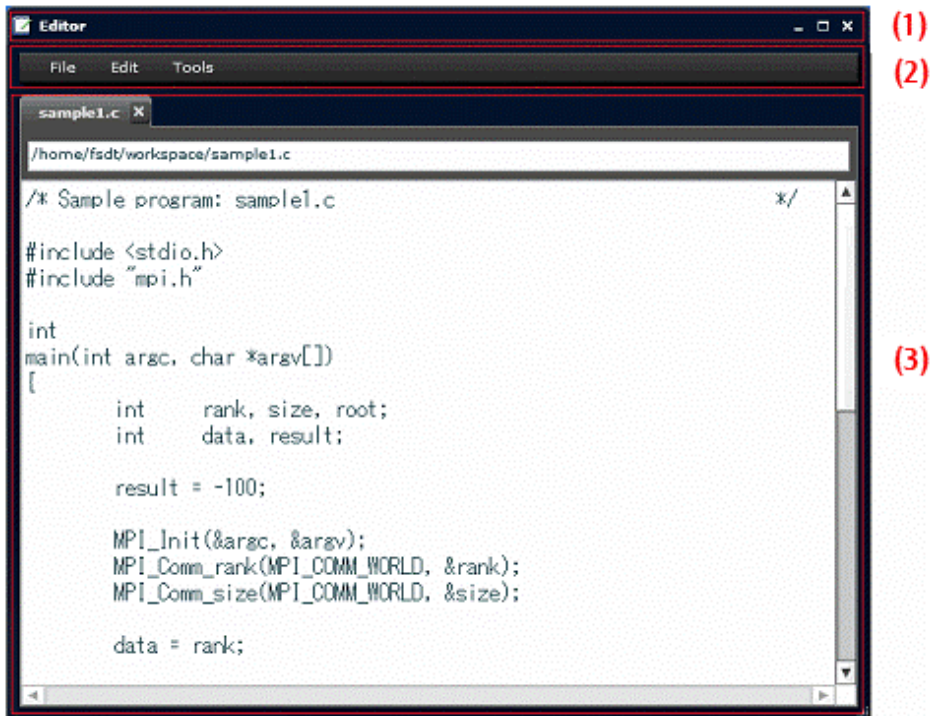 Editor
(1)
File Edit Tools
(2)
sample1.c
/home/fsdt/workspace/sample1.c
/* Sample program: sample1.c */
#include <stdio.h>
#include "mpi.h"
int
main(int argc, char *argv[])
{
int rank, size, root;
int data, result;
(3)
result = -100;
MPI_Init(&argc, &argv);
MPI_Comm_rank(MPI_COMM_WORLD, &rank);
MPI_Comm_size(MPI_COMM_WORLD, &size);
data = rank;